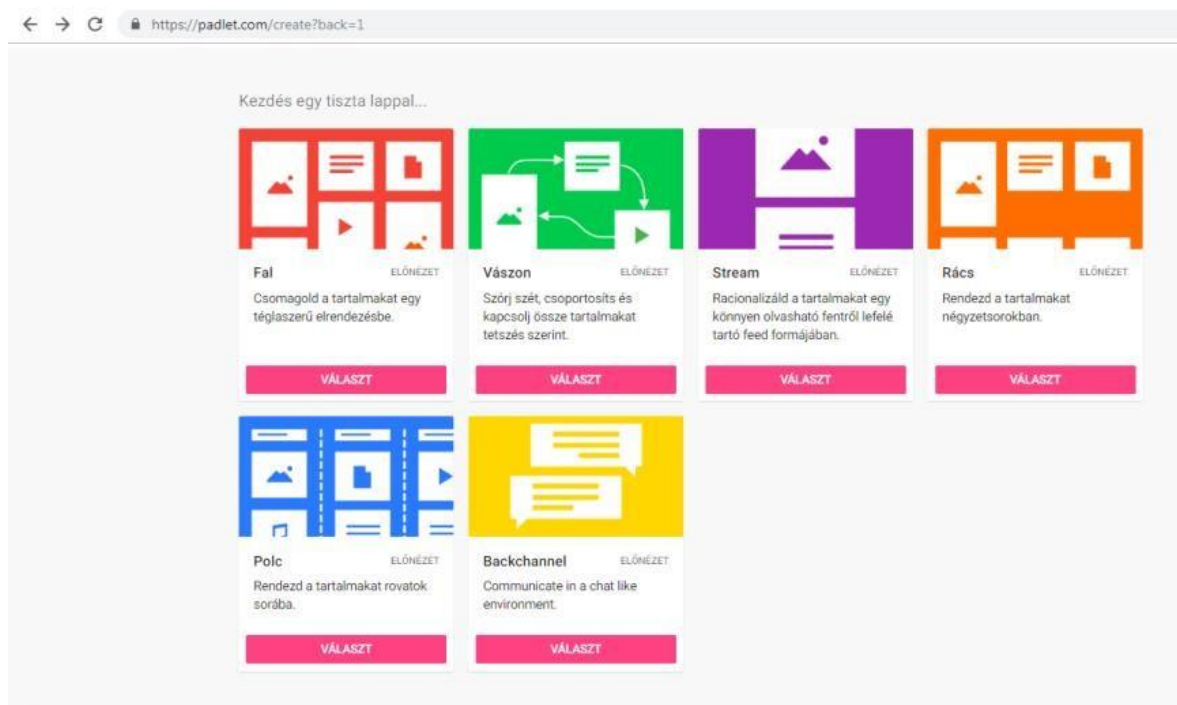 https://padlet.com/create?back=1
Kezdés egy tiszta lappal...
Fal ELŐNÉZET
Csomagold a tartalmakat egy
téglaszerű elrendezésbe.
VÁLASZT
Vászon ELŐNÉZET
Szórj szét, csoportosíts és
kapcsolj össze tartalmakat
tetszés szerint.
VÁLASZT
Stream ELŐNÉZET
Racionalizáld a tartalmakat egy
könnyen olvasható fentről lefelé
tartó feed formájában.
VÁLASZT
Rács ELŐNÉZET
Rendezd a tartalmakat
négyzetsorokban.
VÁLASZT
Polc ELŐNÉZET
Rendezd a tartalmakat rovatok
sorába.
VÁLASZT
Backchannel ELŐNÉZET
Communicate in a chat like
environment.
VÁLASZT